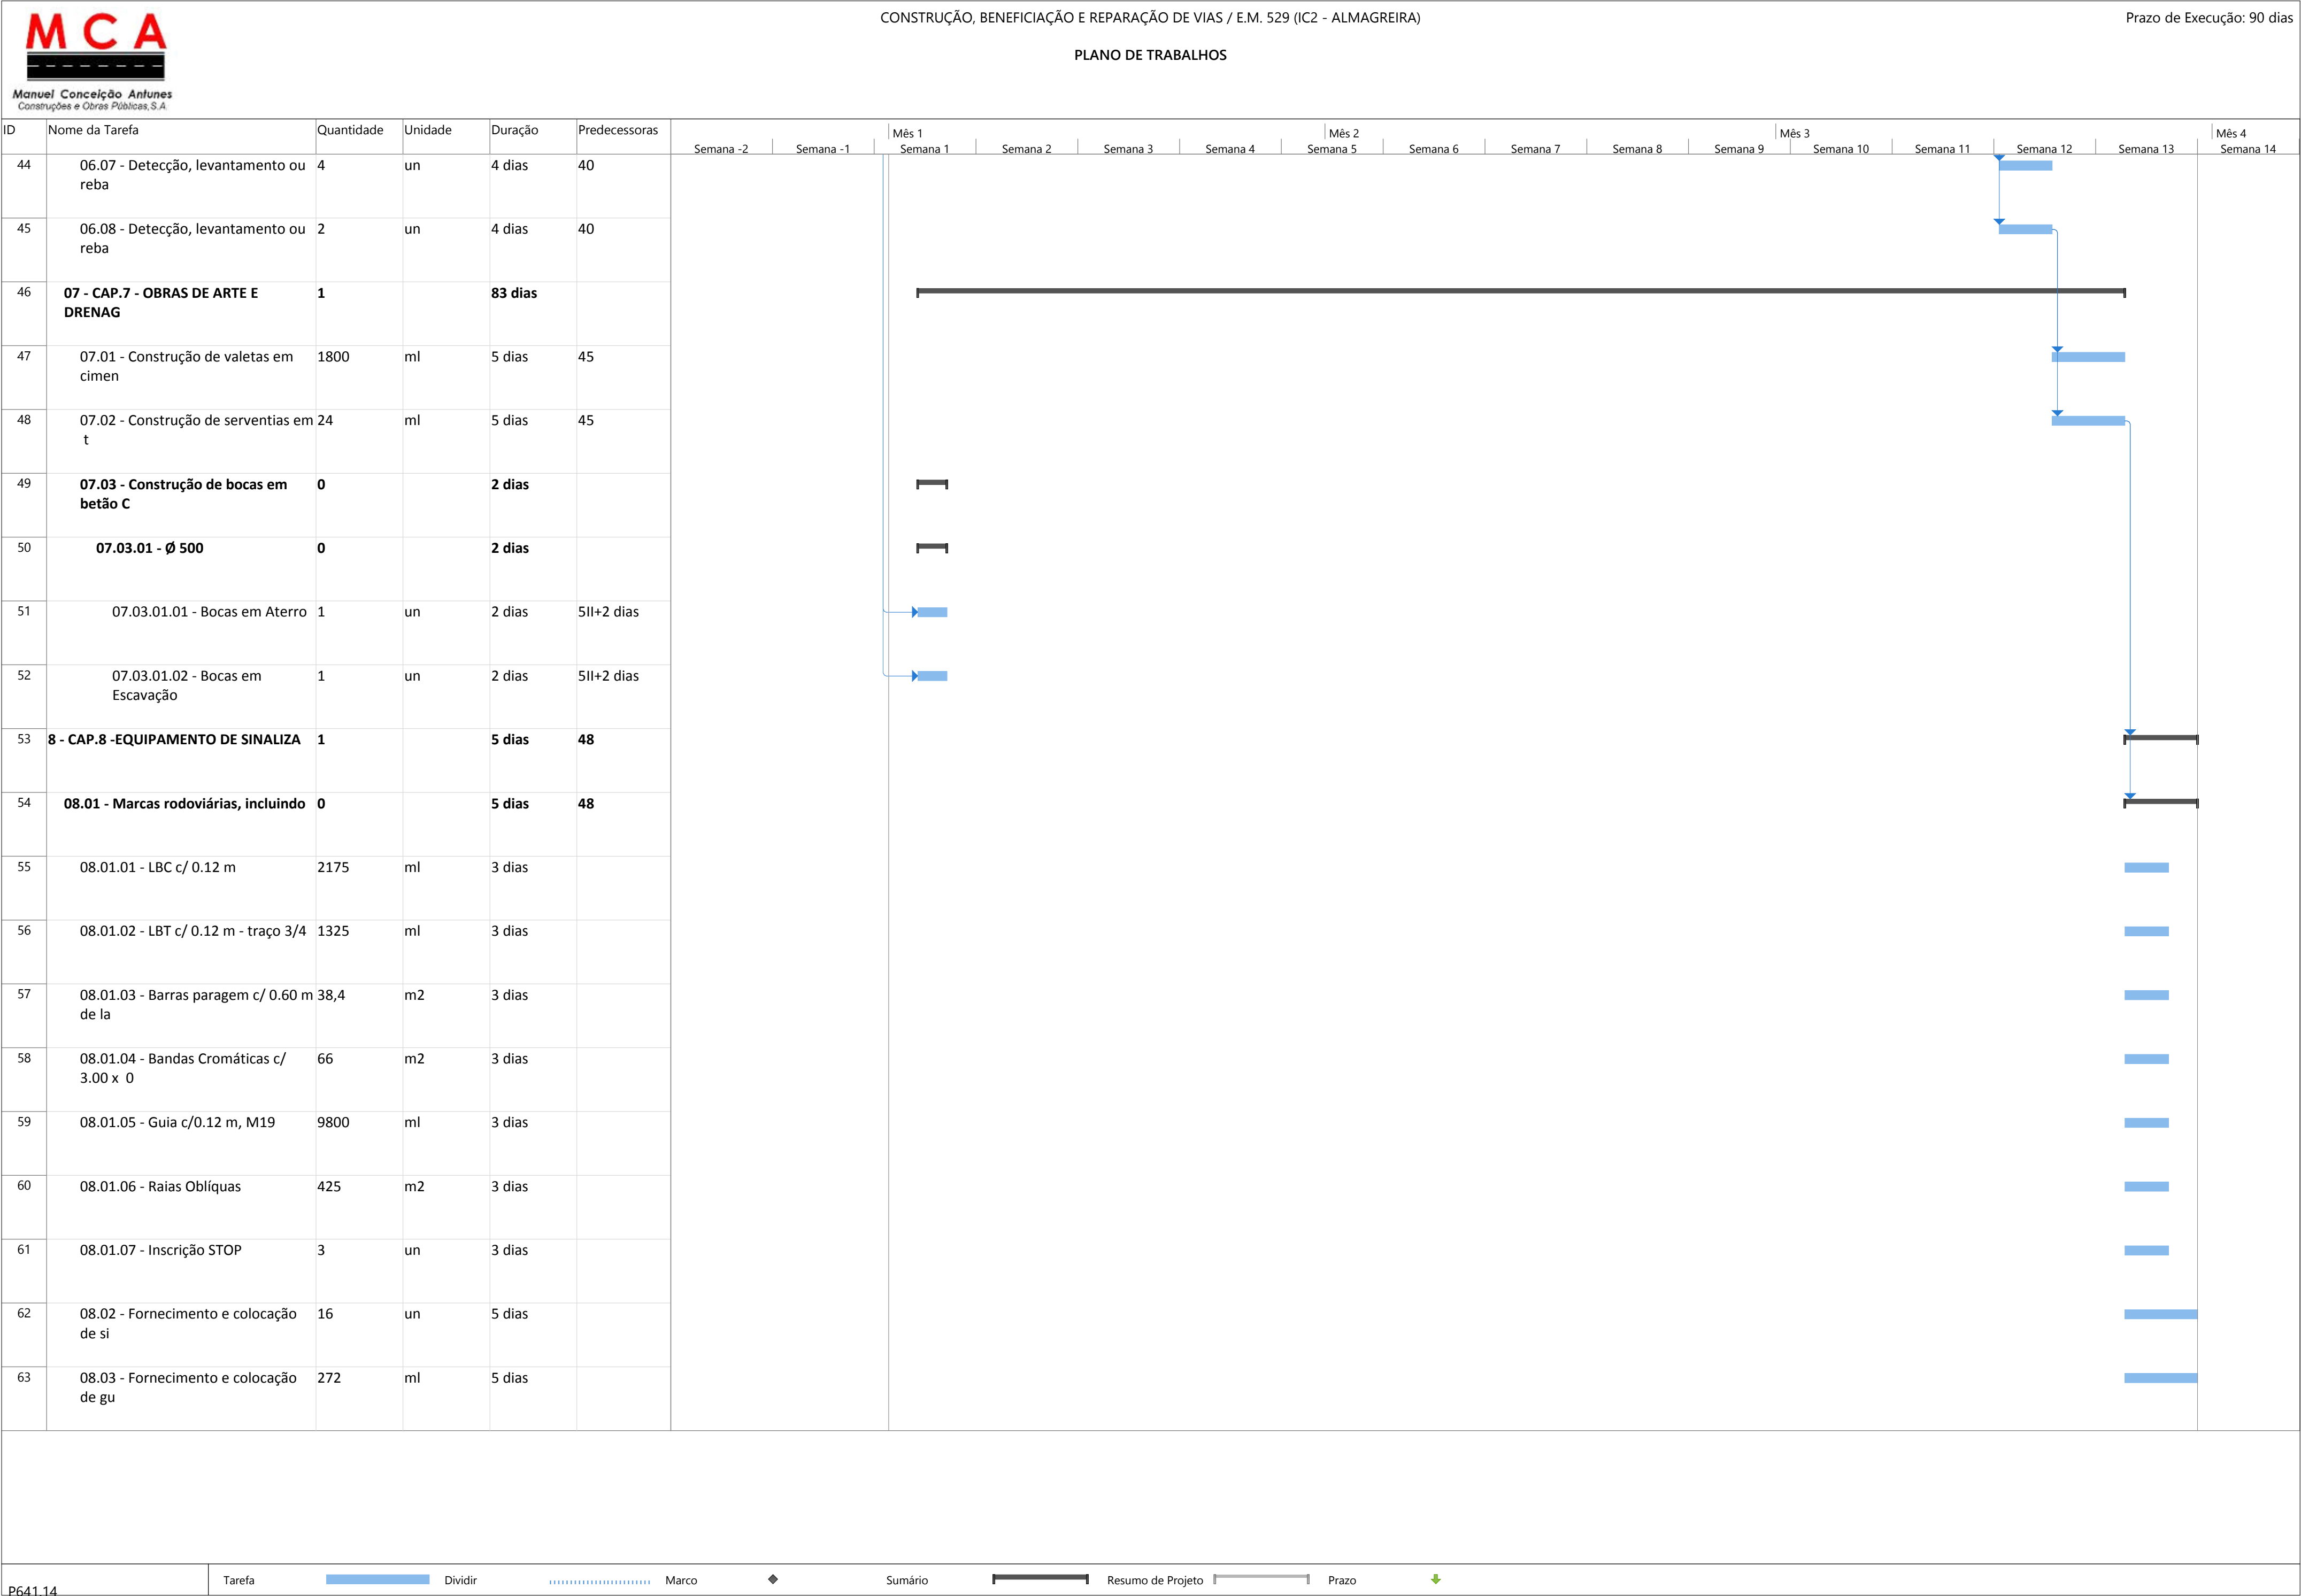 MCA
Manuel Conceição Antunes
Construções e Obras Públicas,S.A.
CONSTRUÇÃO, BENEFICIAÇÃO E REPARAÇÃO DE VIAS / E.M. 529 (IC2 - ALMAGREIRA)
PLANO DE TRABALHOS
Prazo de Execução: 90 dias
ID Nome da Tarefa Quantidade Unidade Duração Predecessoras
Mês 1 Mês 2 Mês 3 Mês 4
Semana -2 Semana -1 Semana 1 Semana 2 Semana 3 Semana 4 Semana 5 Semana 6 Semana 7 Semana 8 Semana 9 Semana 10 Semana 11 Semana 12 Semana 13 Semana 14
44 06.07 - Detecção, levantamento ou 4 un 4 dias 40
reba
45 06.08 - Detecção, levantamento ou 2 un 4 dias 40
reba
46 07 - CAP.7 - OBRAS DE ARTE E 1 83 dias
DRENAG
47 07.01 - Construção de valetas em 1800 ml 5 dias 45
cimen
48 07.02 - Construção de serventias em 24 ml 5 dias 45
t
49 07.03 - Construção de bocas em 0 2 dias
betão C
50 07.03.01 - Ø 500 0 2 dias
51 07.03.01.01 - Bocas em Aterro 1 un 2 dias 5II+2 dias
52 07.03.01.02 - Bocas em 1 un 2 dias 5II+2 dias
Escavação
53 8 - CAP.8 -EQUIPAMENTO DE SINALIZA 1 5 dias 48
54 08.01 - Marcas rodoviárias, incluindo 0 5 dias 48
55 08.01.01 - LBC c/ 0.12 m 2175 ml 3 dias
56 08.01.02 - LBT c/ 0.12 m - traço 3/4 1325 ml 3 dias
57 08.01.03 - Barras paragem c/ 0.60 m 38,4 m2 3 dias
de la
58 08.01.04 - Bandas Cromáticas c/ 66 m2 3 dias
3.00 x 0
59 08.01.05 - Guia c/0.12 m, M19 9800 ml 3 dias
60 08.01.06 - Raias Oblíquas 425 m2 3 dias
61 08.01.07 - Inscrição STOP 3 un 3 dias
62 08.02 - Fornecimento e colocação 16 un 5 dias
de si
63 08.03 - Fornecimento e colocação 272 ml 5 dias
de gu
P641.14
Tarefa Dividir Marco Sumário Resumo de Projeto Prazo